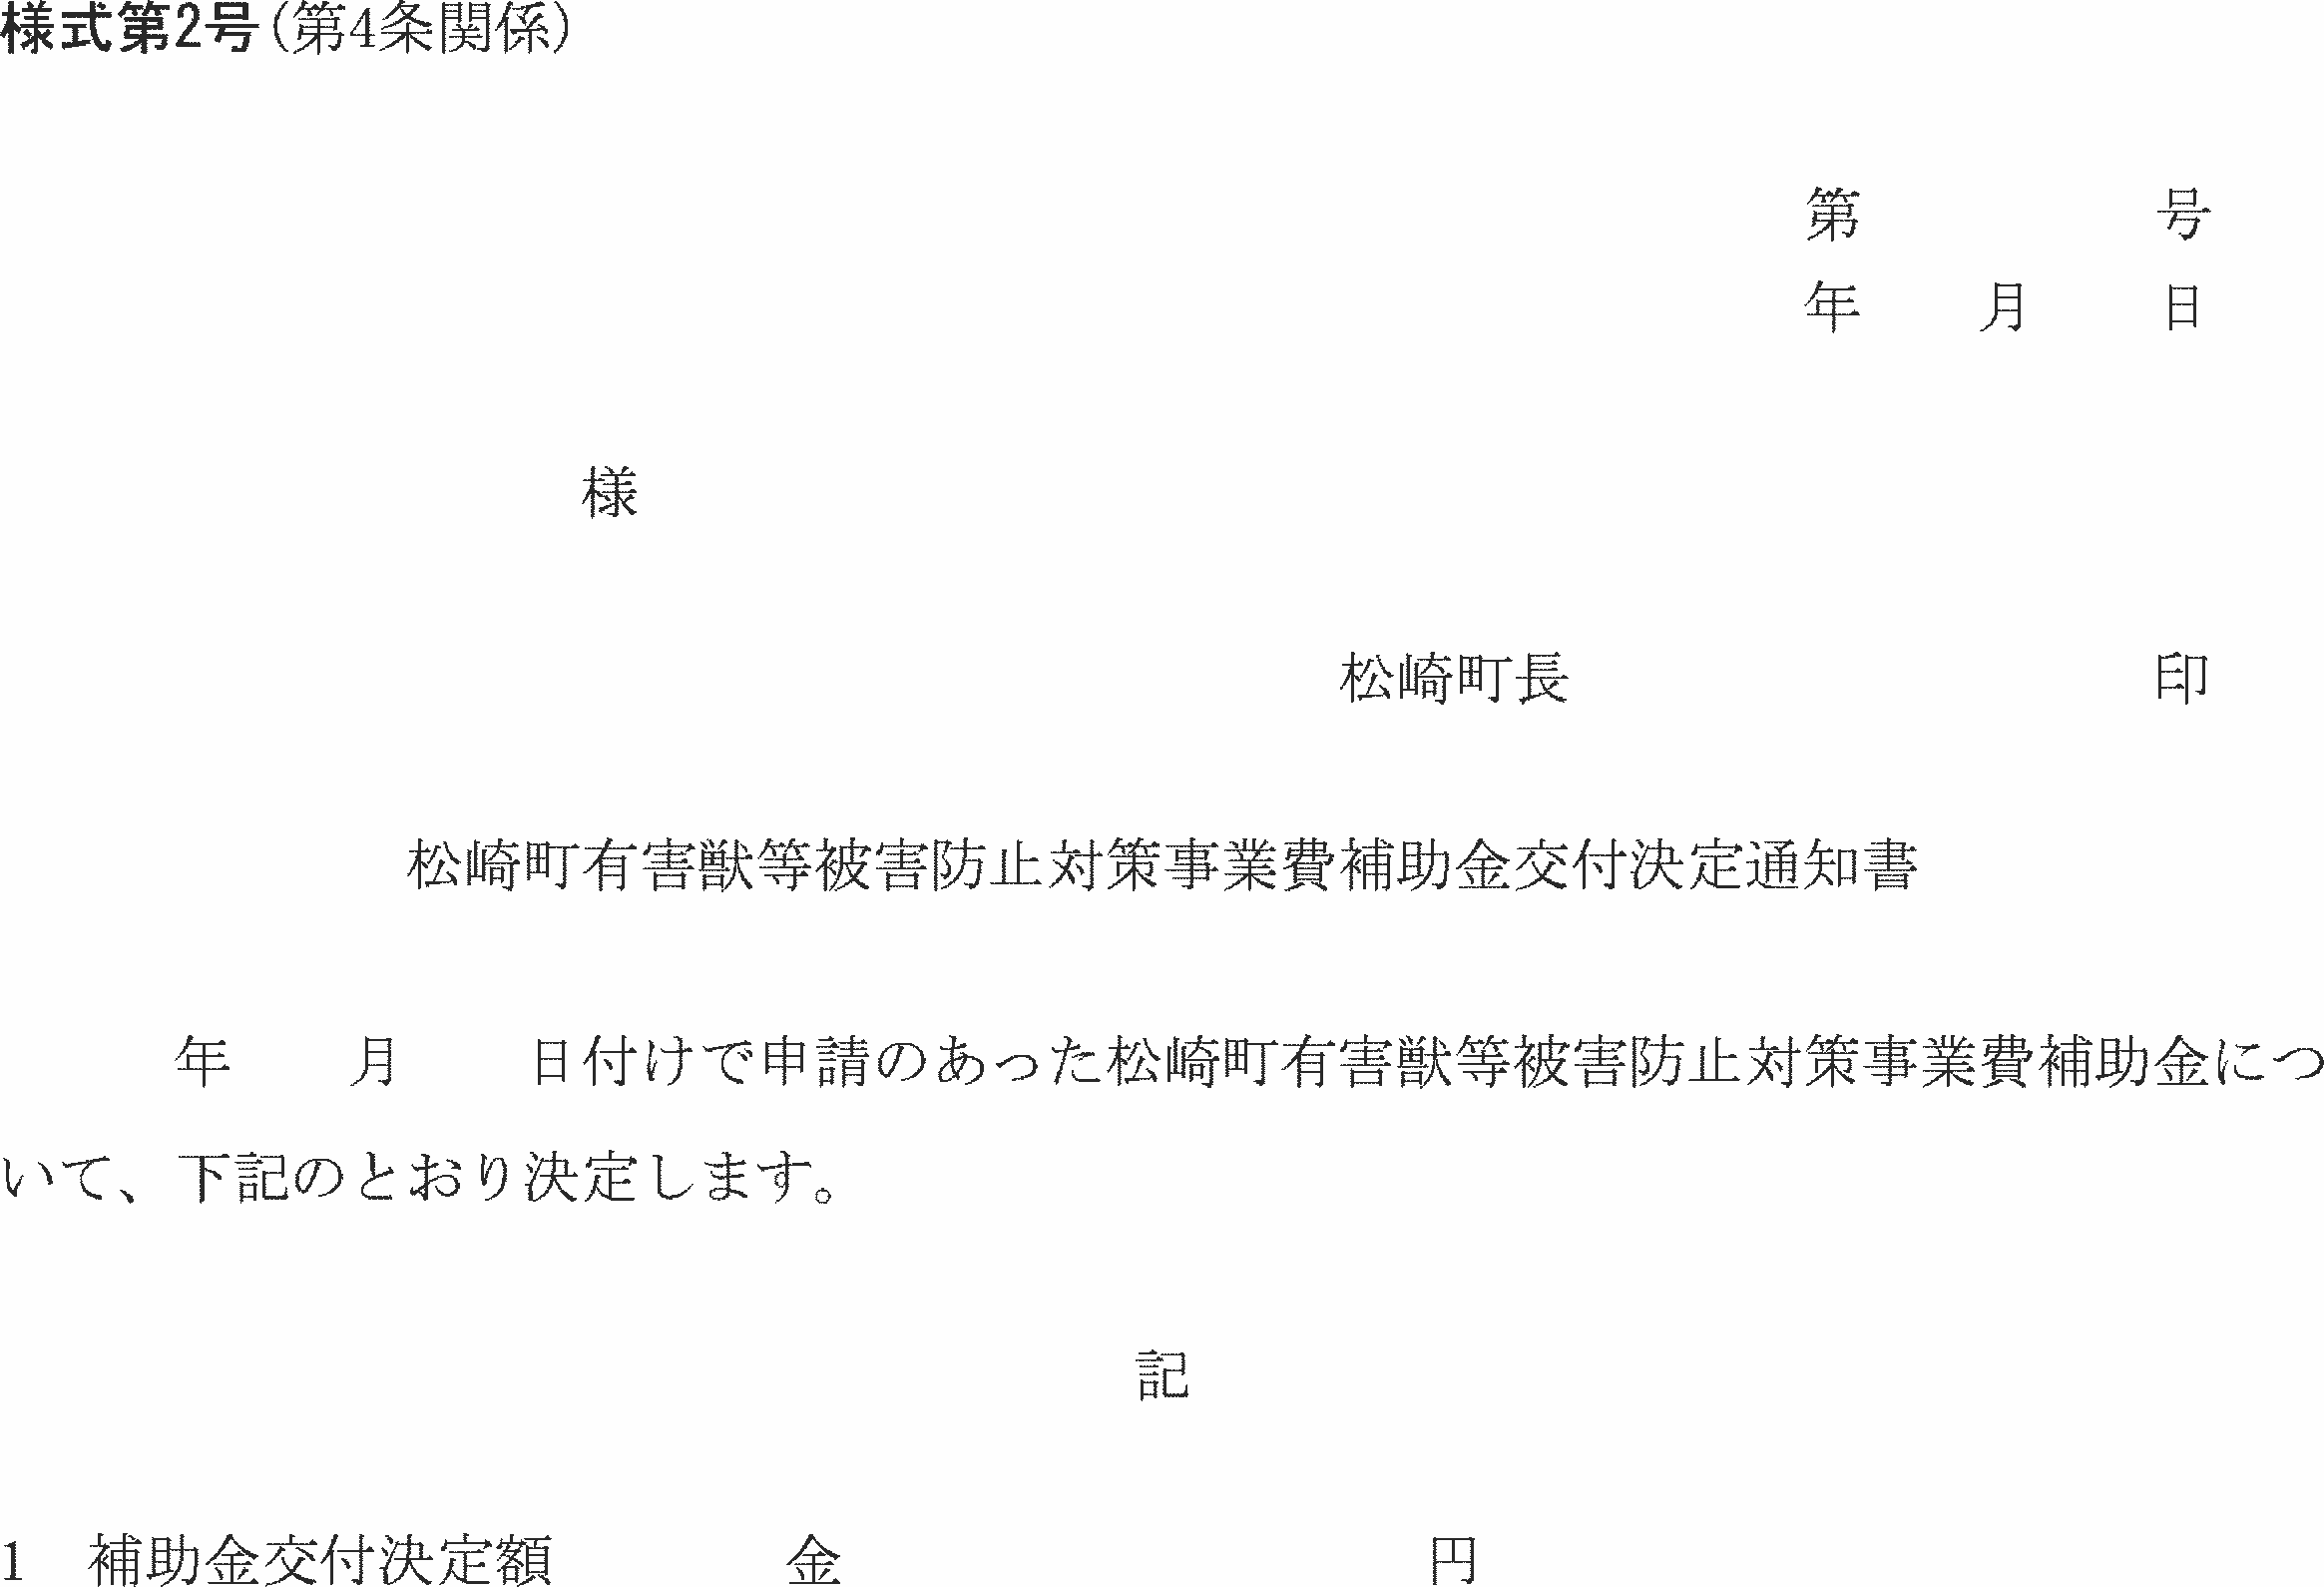 様式第2号(第4条関係)
第　　　　　号
年　　月　　日
様
松崎町長　　　　　　　　　　印
松崎町有害獣等被害防止対策事業費補助金交付決定通知書
年　　月　　日付けで申請のあった松崎町有害獣等被害防止対策事業費補助金につ
いて、下記のとおり決定します。
記
1　補助金交付決定額　　　　金　　　　　　　　　　円